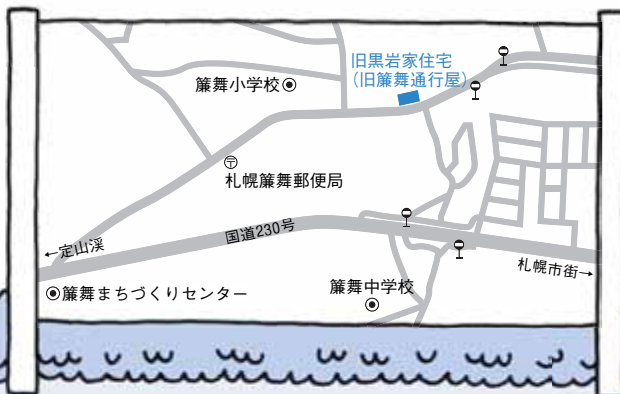 旧黒岩家住宅
(旧簾舞通行屋)
簾舞小学校
〒
札幌簾舞郵便局
国道230号
←定山渓
札幌市街→
簾舞まちづくりセンター
簾舞中学校